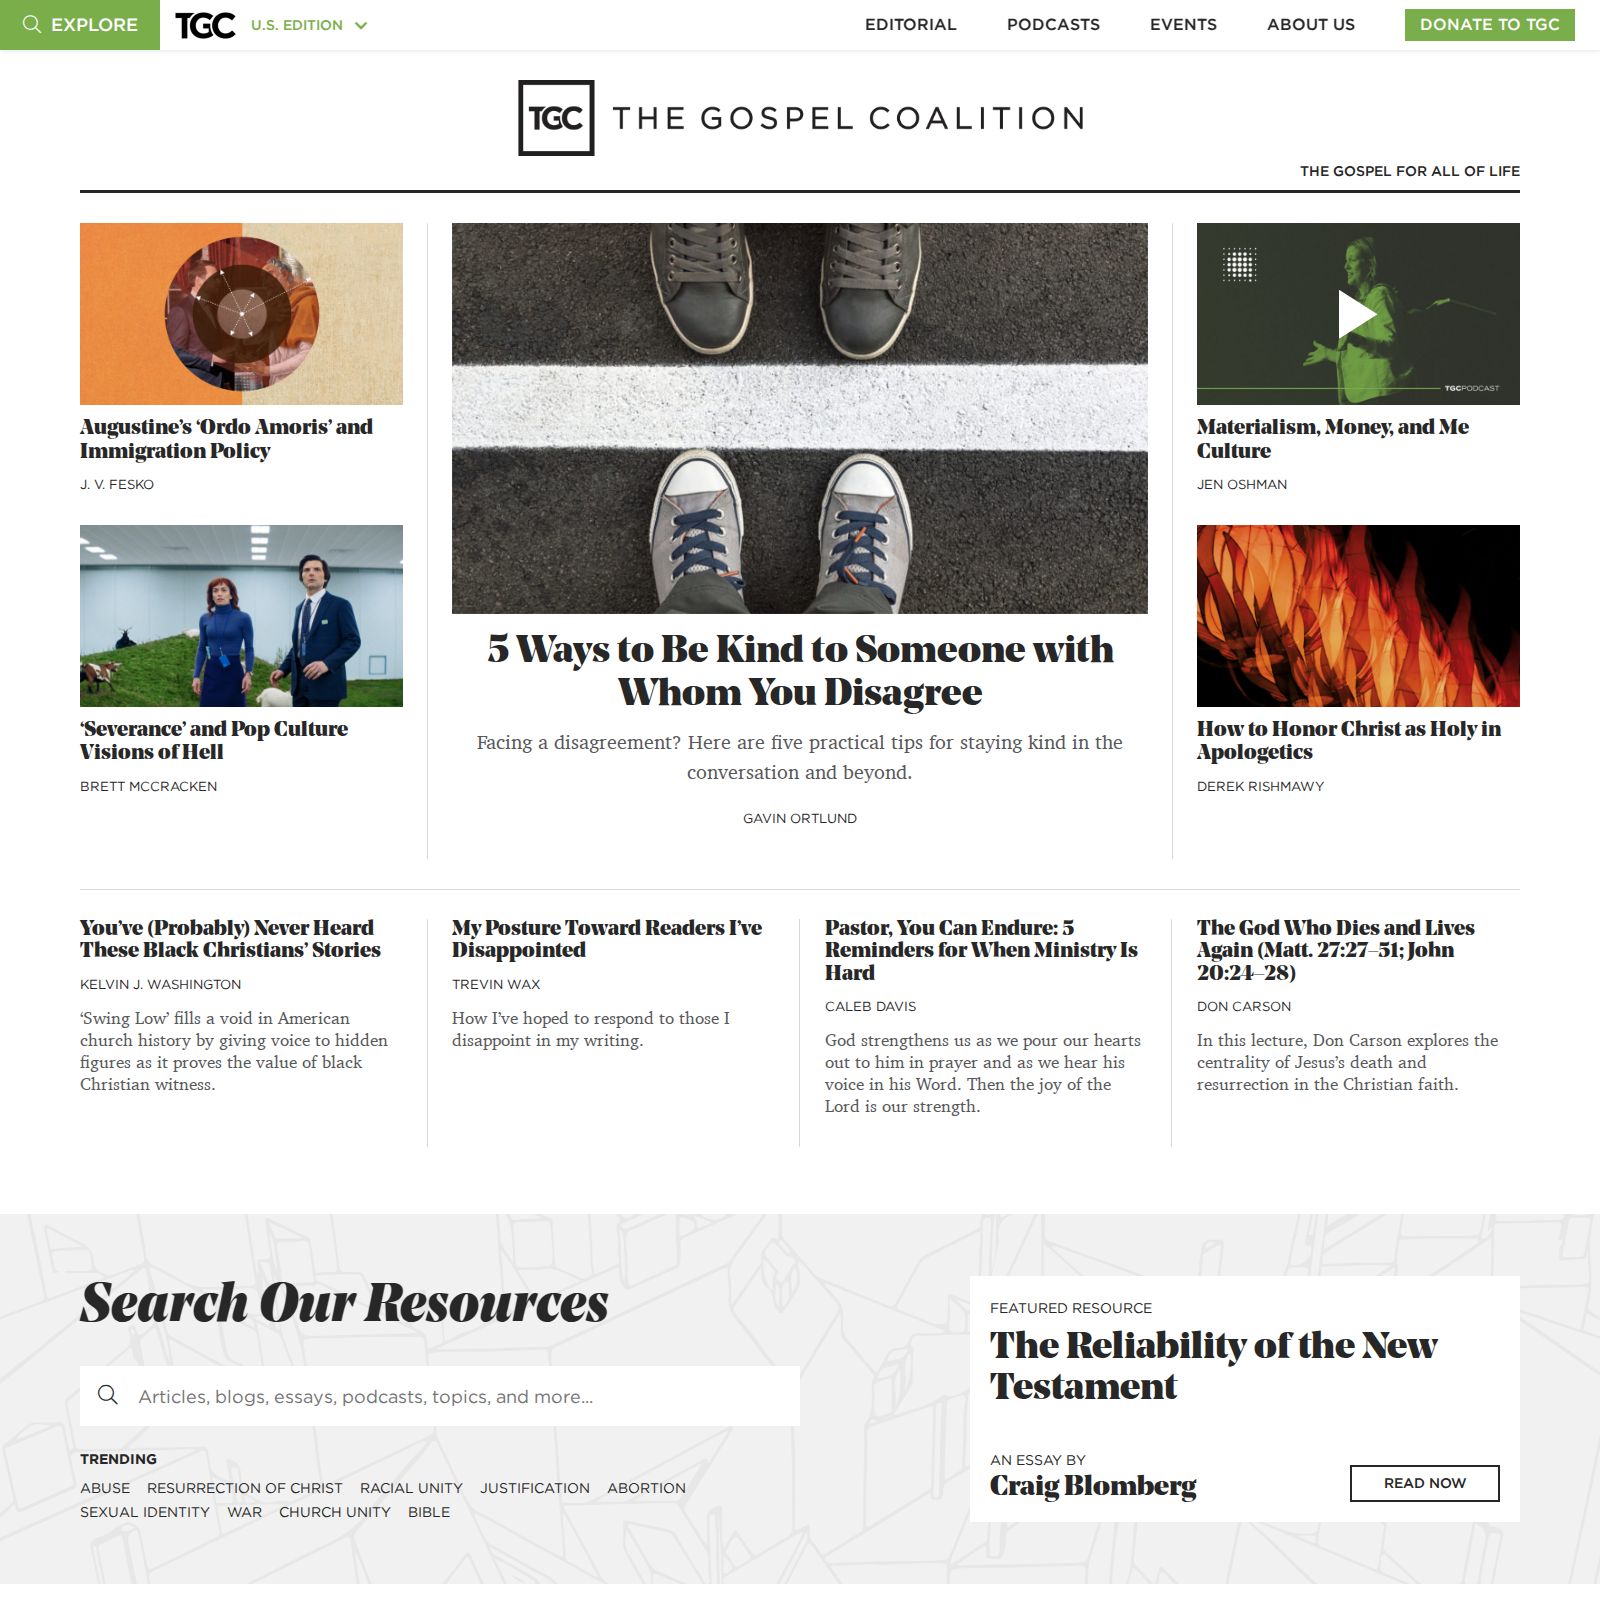 EXPLORE
TGC
U.S. EDITION
EDITORIAL
PODCASTS
EVENTS
ABOUT US
DONATE TO TGC
TGC THE GOSPEL COALITION
THE GOSPEL FOR ALL OF LIFE
Augustine’s ‘Ordo Amoris’ and
Immigration Policy
J. V. FESKO
‘Severance’ and Pop Culture
Visions of Hell
BRETT MCCRACKEN
5 Ways to Be Kind to Someone with
Whom You Disagree
Facing a disagreement? Here are five practical tips for staying kind in the
conversation and beyond.
GAVIN ORTLUND
TGCPODCAST
Materialism, Money, and Me
Culture
JEN OSHMAN
How to Honor Christ as Holy in
Apologetics
DEREK RISHMAWY
You’ve (Probably) Never Heard
These Black Christians’ Stories
KELVIN J. WASHINGTON
‘Swing Low’ fills a void in American
church history by giving voice to hidden
figures as it proves the value of black
Christian witness.
My Posture Toward Readers I’ve
Disappointed
TREVIN WAX
How I’ve hoped to respond to those I
disappoint in my writing.
Pastor, You Can Endure: 5
Reminders for When Ministry Is
Hard
CALEB DAVIS
God strengthens us as we pour our hearts
out to him in prayer and as we hear his
voice in his Word. Then the joy of the
Lord is our strength.
The God Who Dies and Lives
Again (Matt. 27:27–51; John
20:24–28)
DON CARSON
In this lecture, Don Carson explores the
centrality of Jesus’s death and
resurrection in the Christian faith.
Search Our Resources
Articles, blogs, essays, podcasts, topics, and more...
TRENDING
ABUSE RESURRECTION OF CHRIST RACIAL UNITY JUSTIFICATION ABORTION
SEXUAL IDENTITY WAR CHURCH UNITY BIBLE
FEATURED RESOURCE
The Reliability of the New
Testament
AN ESSAY BY
Craig Blomberg
READ NOW